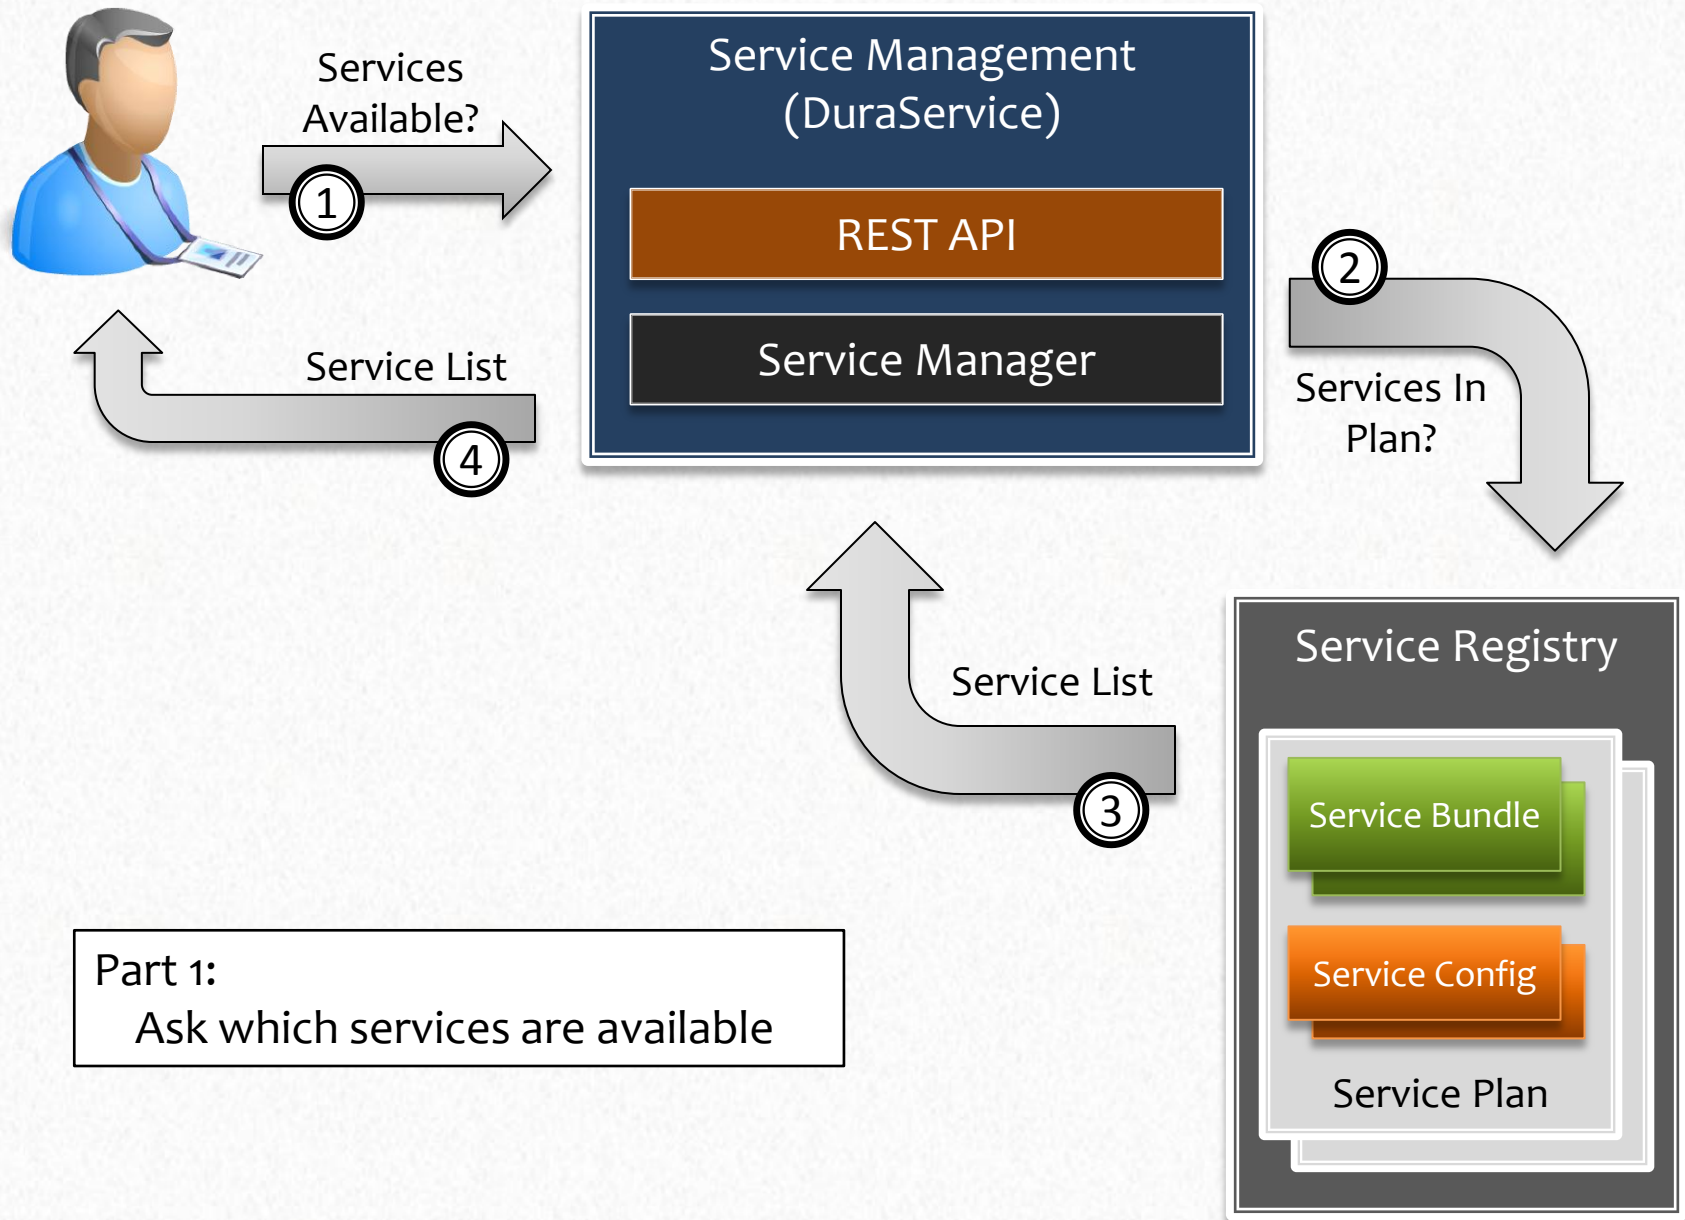 Services
Available?
1
Service Management
(DuraService)
REST API
Service Manager
2
Services In
Plan?
Service List
4
Service List
3
Service Registry
Service Bundle
Service Config
Service Plan
Part 1:
Ask which services are available